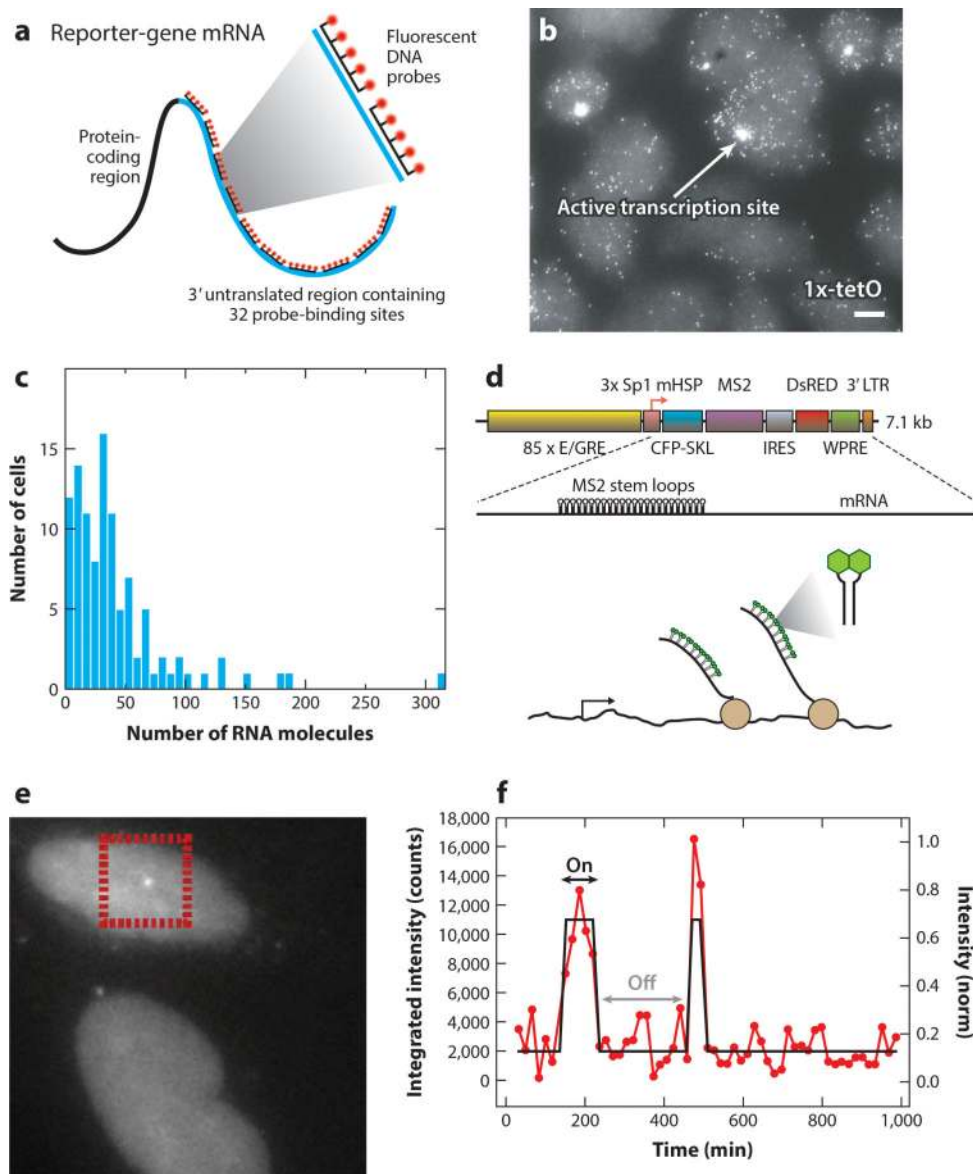 a Reporter-gene mRNA
Fluorescent
DNA
probes
Protein-
coding
region
3′ untranslated region containing
32 probe-binding sites
b
Active transcription site
1x-tetO
c
Number of cells
15
10
5
0
0 50 100 150 200 250 300
Number of RNA molecules
d
3x Sp1 mHSP MS2 DsRED 3′ LTR
7.1 kb
85 x E/GRE CFP-SKL IRES WPRE
MS2 stem loops
mRNA
e
f
Integrated intensity (counts)
18,000
16,000
14,000
12,000
10,000
8,000
6,000
4,000
2,000
0
On
Off
1.0
0.8
0.6
0.4
0.2
0.0
Intensity (norm)
0 200 400 600 800 1,000
Time (min)